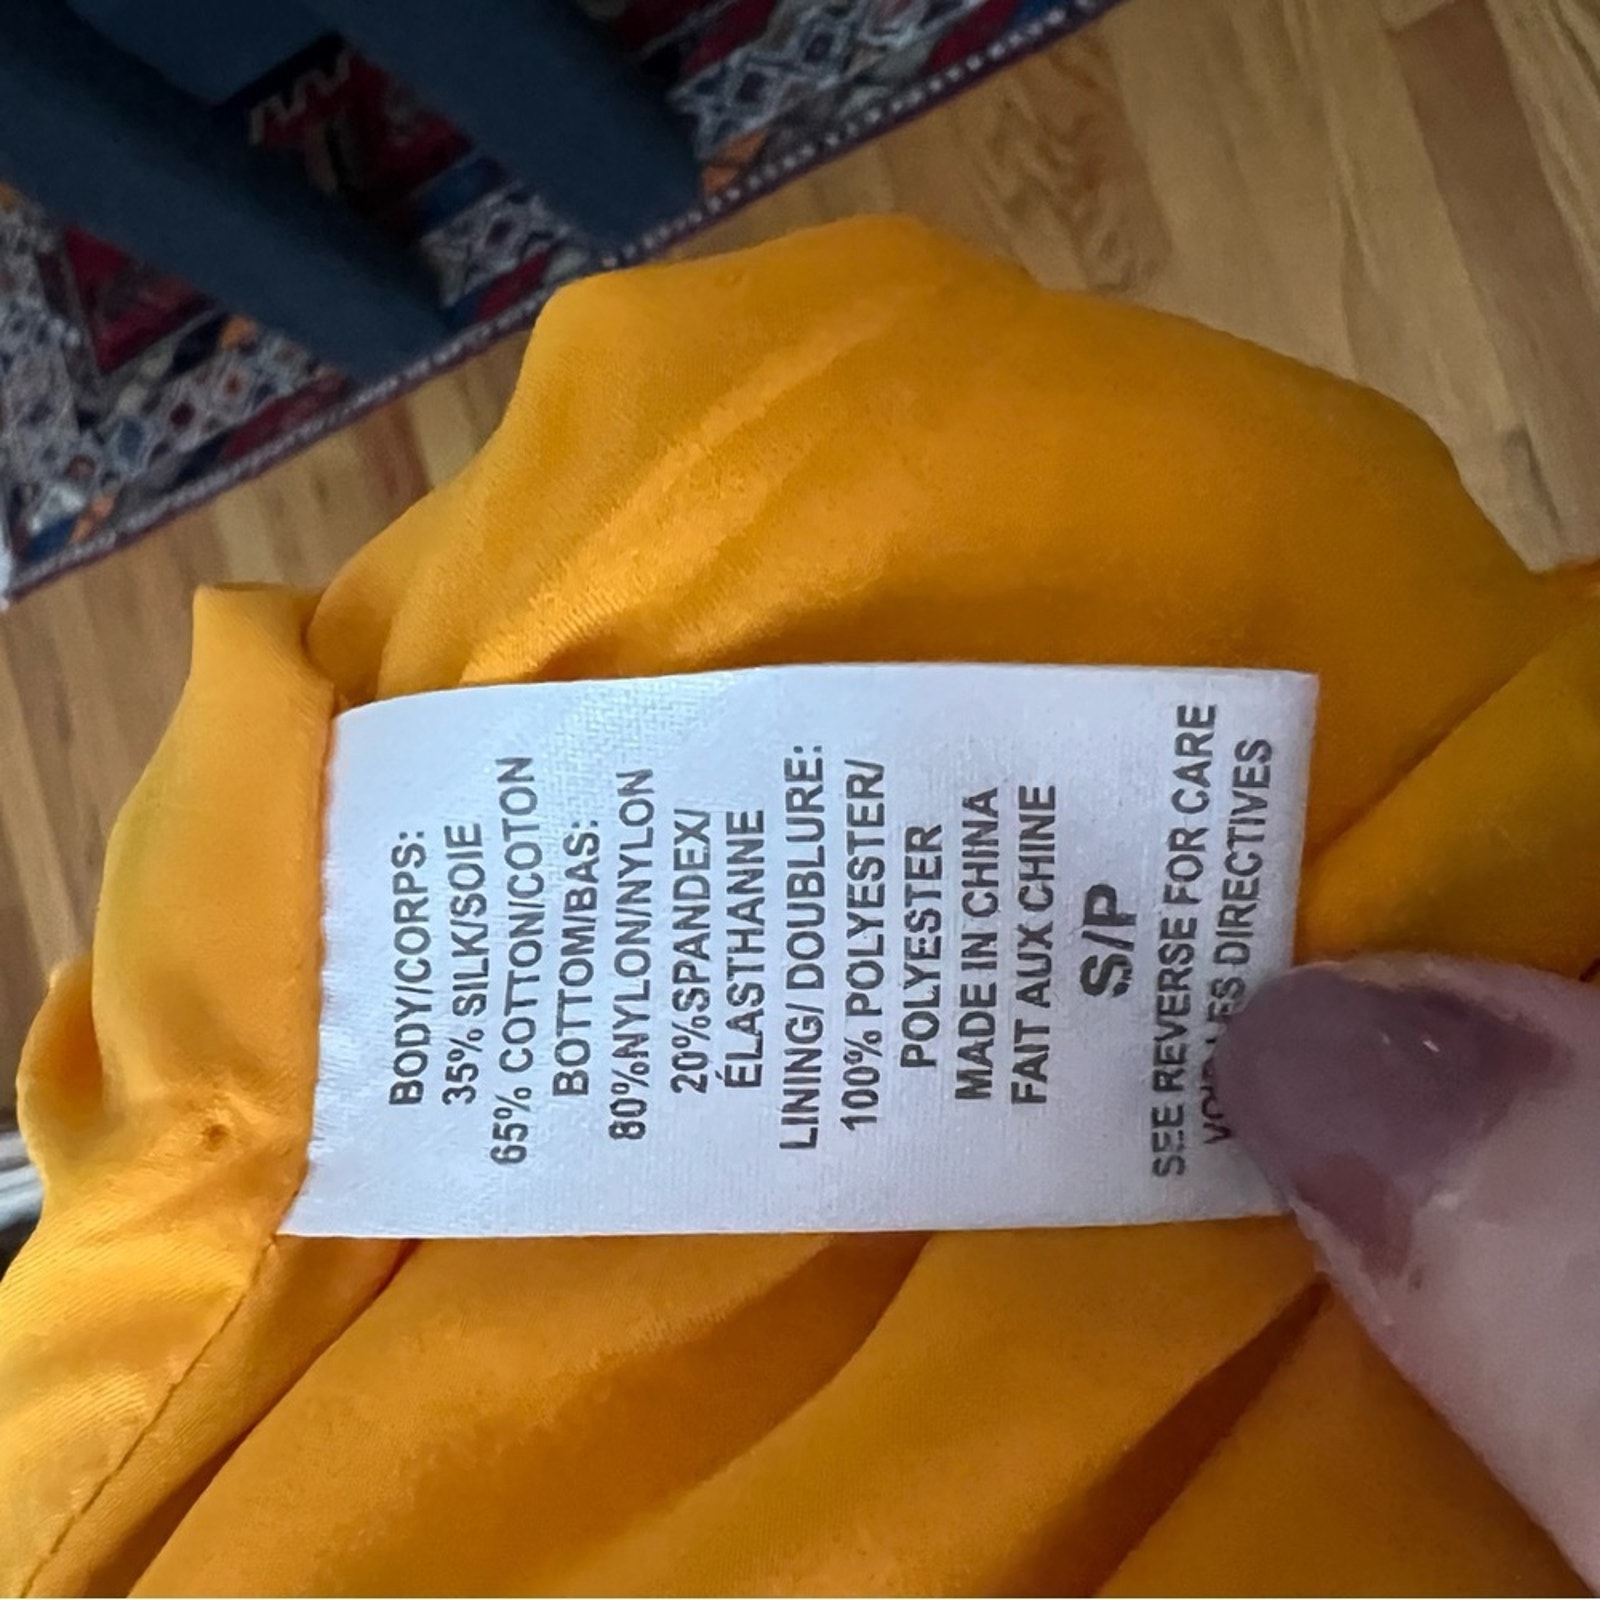 BODY/CORPS:
35% SILK/SOIE
65% COTTON/COTON
BOTTOM/BAS:
80%NYLON/NYLON
20%SPANDEX/
ÉLASTHANNE
LINING/ DOUBLURE:
100% POLYESTER/
POLYESTER
MADE IN CHINA
FAIT AUX CHINE
S/P
SEE REVERSE FOR CARE
DIRECTIVES